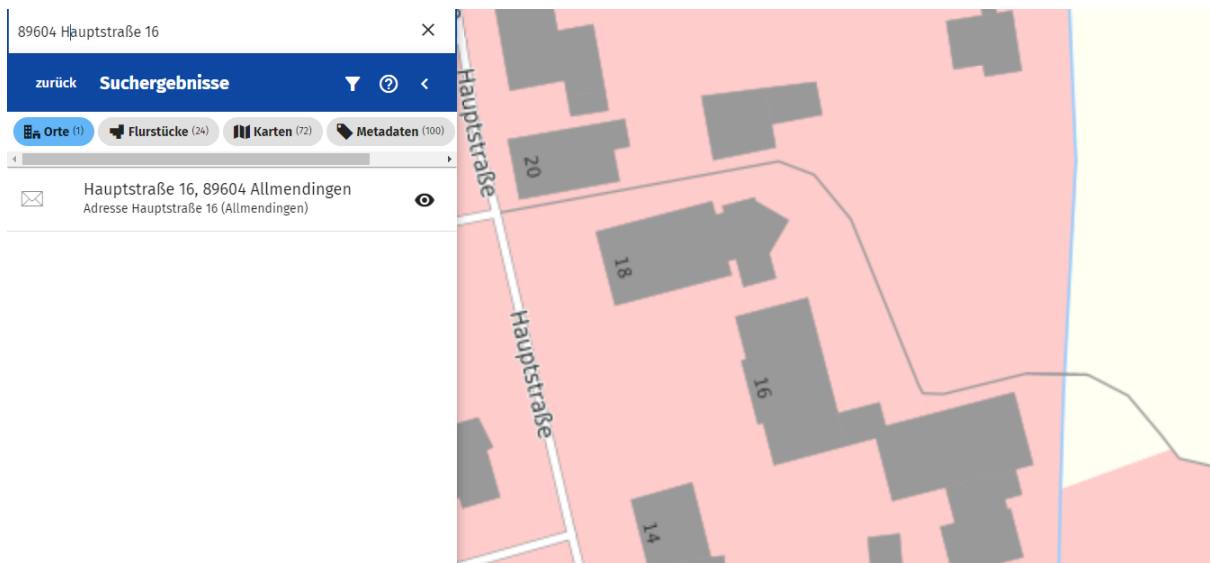 89604 Hauptstraße 16
zurück Suchergebnisse
Orte (1) Flurstücke (24) Karten (72) Metadaten (100)
Hauptstraße 16, 89604 Allmendingen
Adresse Hauptstraße 16 (Allmendingen)
Hauptstraße
20
18
Hauptstraße
16
14